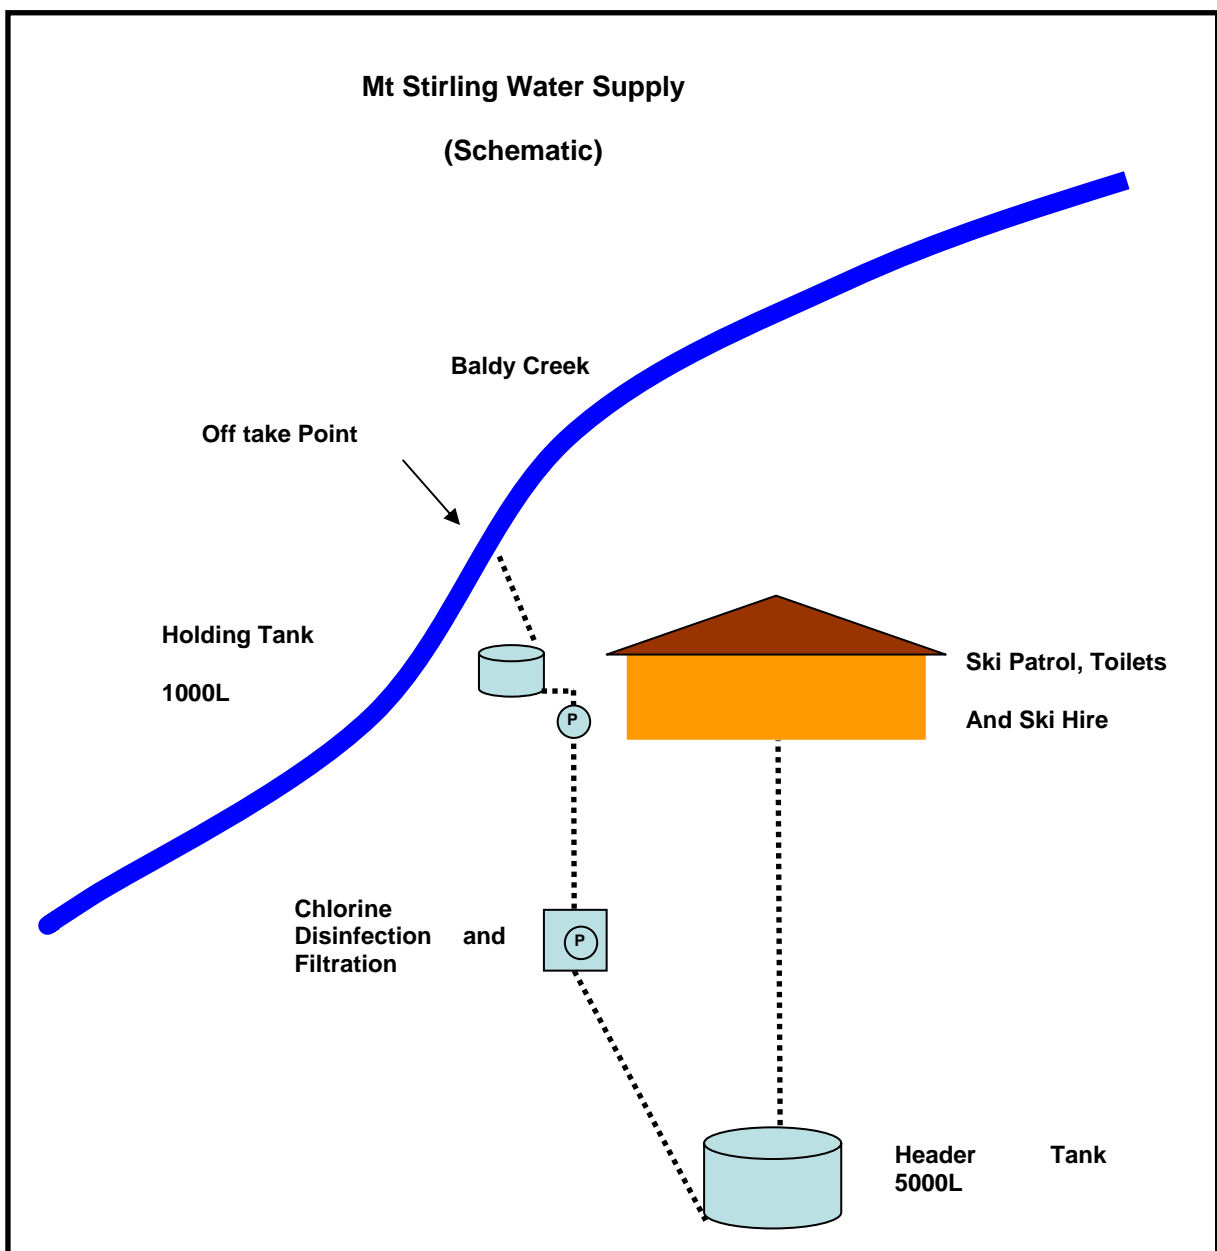 Mt Stirling Water Supply
(Schematic)
Baldy Creek
Off take Point
Holding Tank
1000L
Ski Patrol, Toilets
And Ski Hire
P
Chlorine
Disinfection and
Filtration
P
Header Tank
5000L